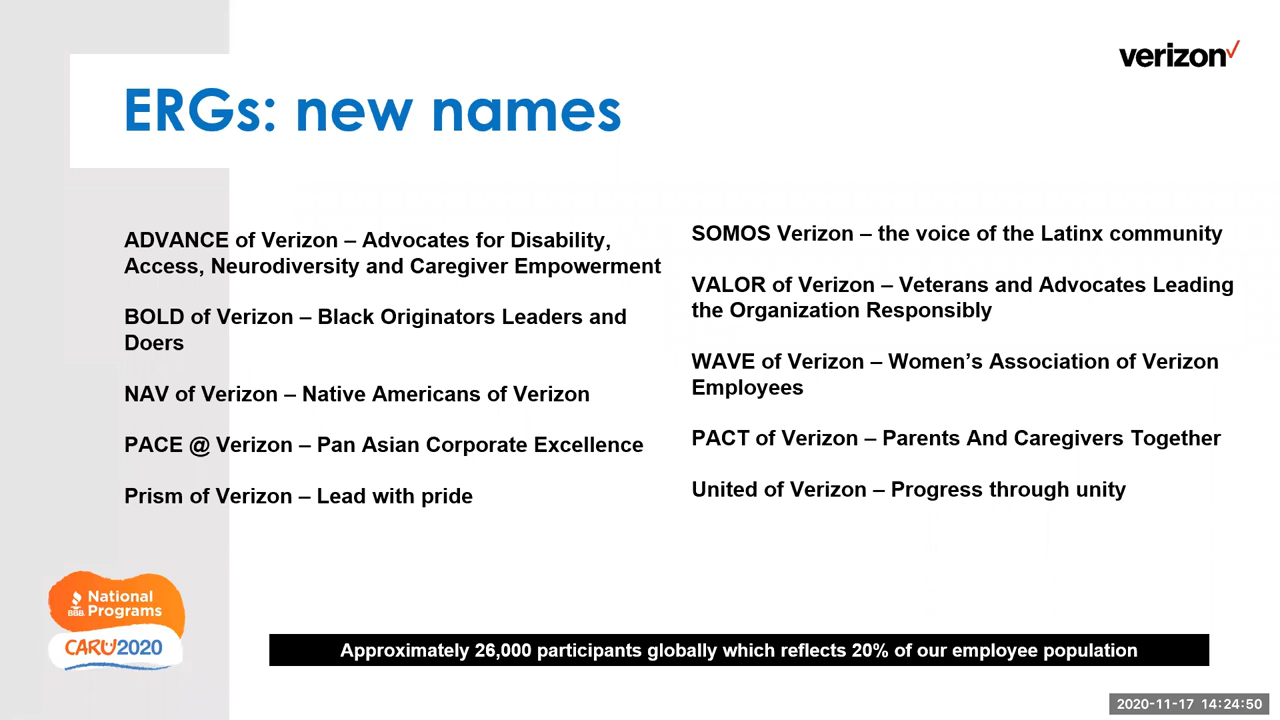 verizon✓
ERGs: new names
ADVANCE of Verizon – Advocates for Disability,
Access, Neurodiversity and Caregiver Empowerment
BOLD of Verizon – Black Originators Leaders and
Doers
NAV of Verizon – Native Americans of Verizon
PACE @ Verizon – Pan Asian Corporate Excellence
Prism of Verizon – Lead with pride
SOMOS Verizon – the voice of the Latinx community
VALOR of Verizon – Veterans and Advocates Leading
the Organization Responsibly
WAVE of Verizon – Women’s Association of Verizon
Employees
PACT of Verizon – Parents And Caregivers Together
United of Verizon – Progress through unity
BBB
National
Programs
CARU2020
Approximately 26,000 participants globally which reflects 20% of our employee population
2020-11-17 14:24:50